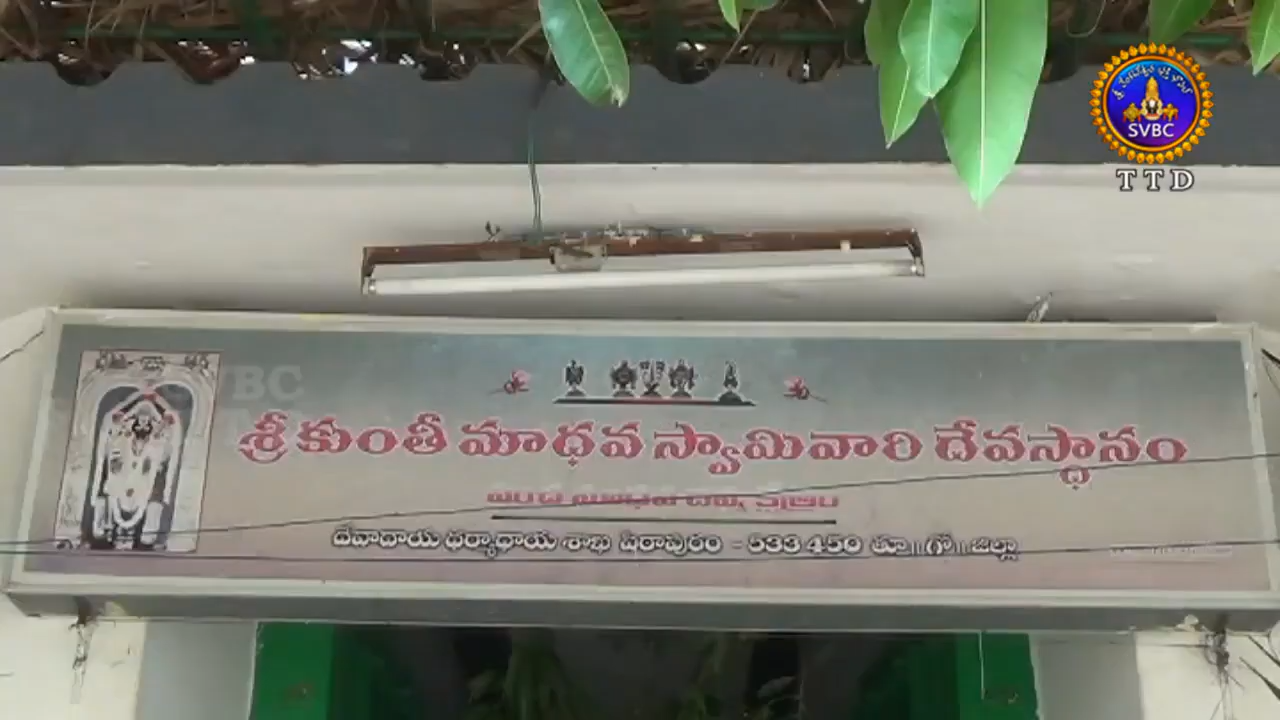 SVBC
TTD
శ్రీ కుంతీ మాధవ స్వామివారి దేవస్థానం
దేవాదాయ ధర్మాదాయ శాఖ పిఠాపురం - 533 450 తూ॥గో॥జిల్లా